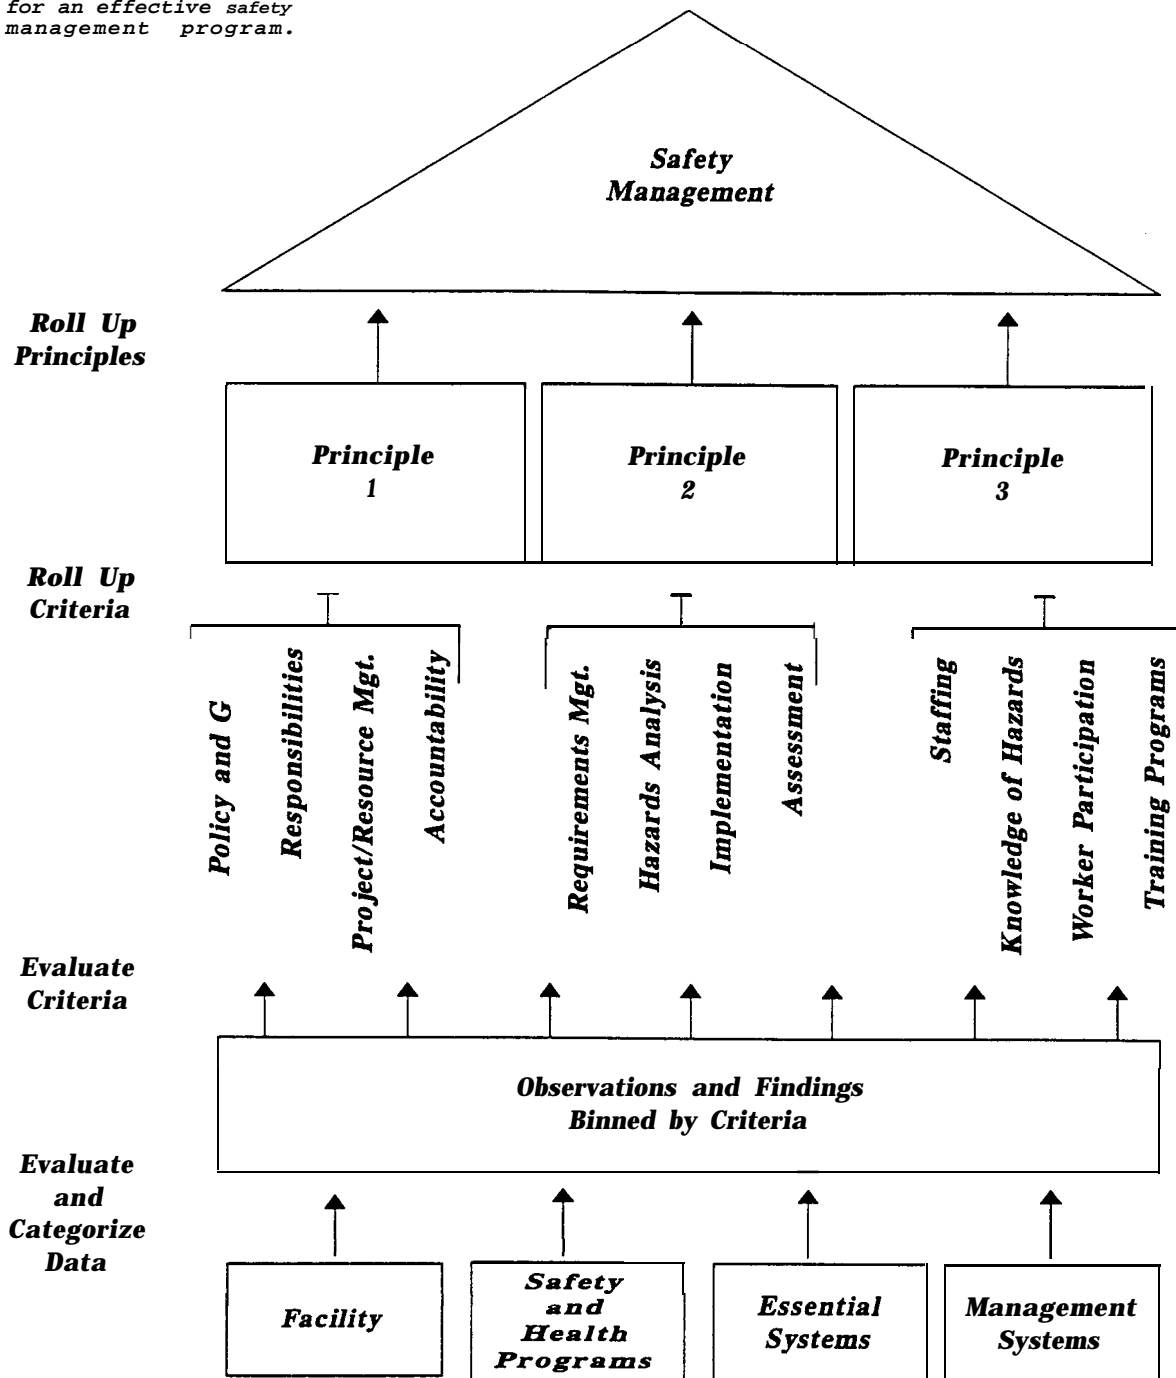 for an effective safety
management program.
Safety
Management
Roll Up
Principles
Principle
1
Principle
2
Principle
3
Roll Up
Criteria
Policy and G
Responsibilities
Project/Resource Mgt.
Accountability
Requirements Mgt.
Hazards Analysis
Implementation
Assessment
Staffing
Knowledge of Hazards
Worker Participation
Training Programs
Evaluate
Criteria
Observations and Findings
Binned by Criteria
Evaluate
and
Categorize
Data
Facility
Safety
and
Health
Programs
Essential
Systems
Management
Systems